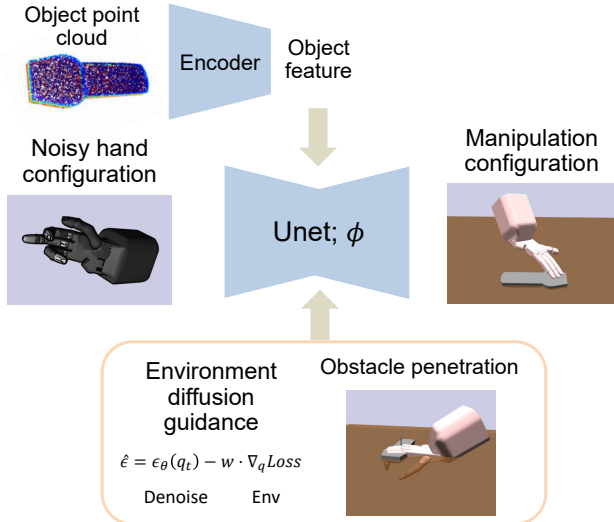 Object point
cloud
Encoder
Object
feature
Noisy hand
configuration
Unet; ϕ
Manipulation
configuration
Environment
diffusion
guidance
ϵ̂ = ϵ_θ(q_t) − w · ∇_q Loss
Denoise Env
Obstacle penetration